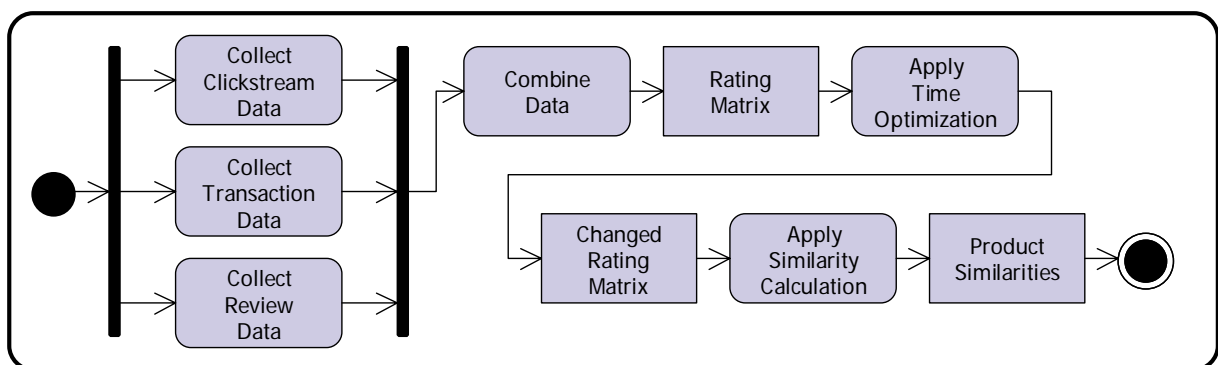 Collect
Clickstream
Data
Collect
Transaction
Data
Collect
Review
Data
Combine
Data
Rating
Matrix
Apply
Time
Optimization
Changed
Rating
Matrix
Apply
Similarity
Calculation
Product
Similarities